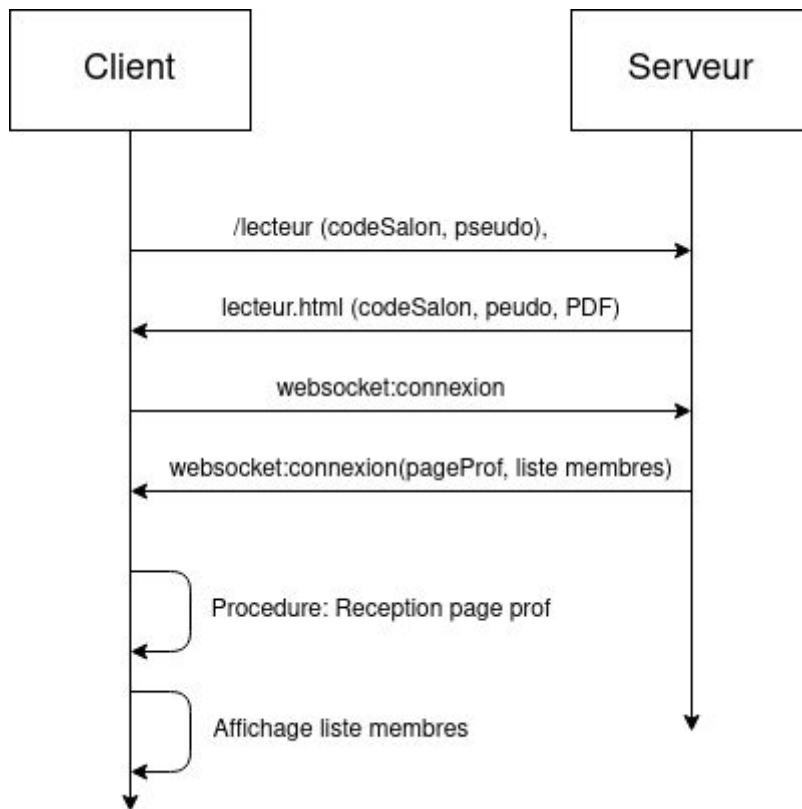 Client
Serveur
/lecteur (codeSalon, pseudo),
lecteur.html (codeSalon, peudo, PDF)
websocket:connexion
websocket:connexion(pageProf, liste membres)
Procedure: Reception page prof
Affichage liste membres